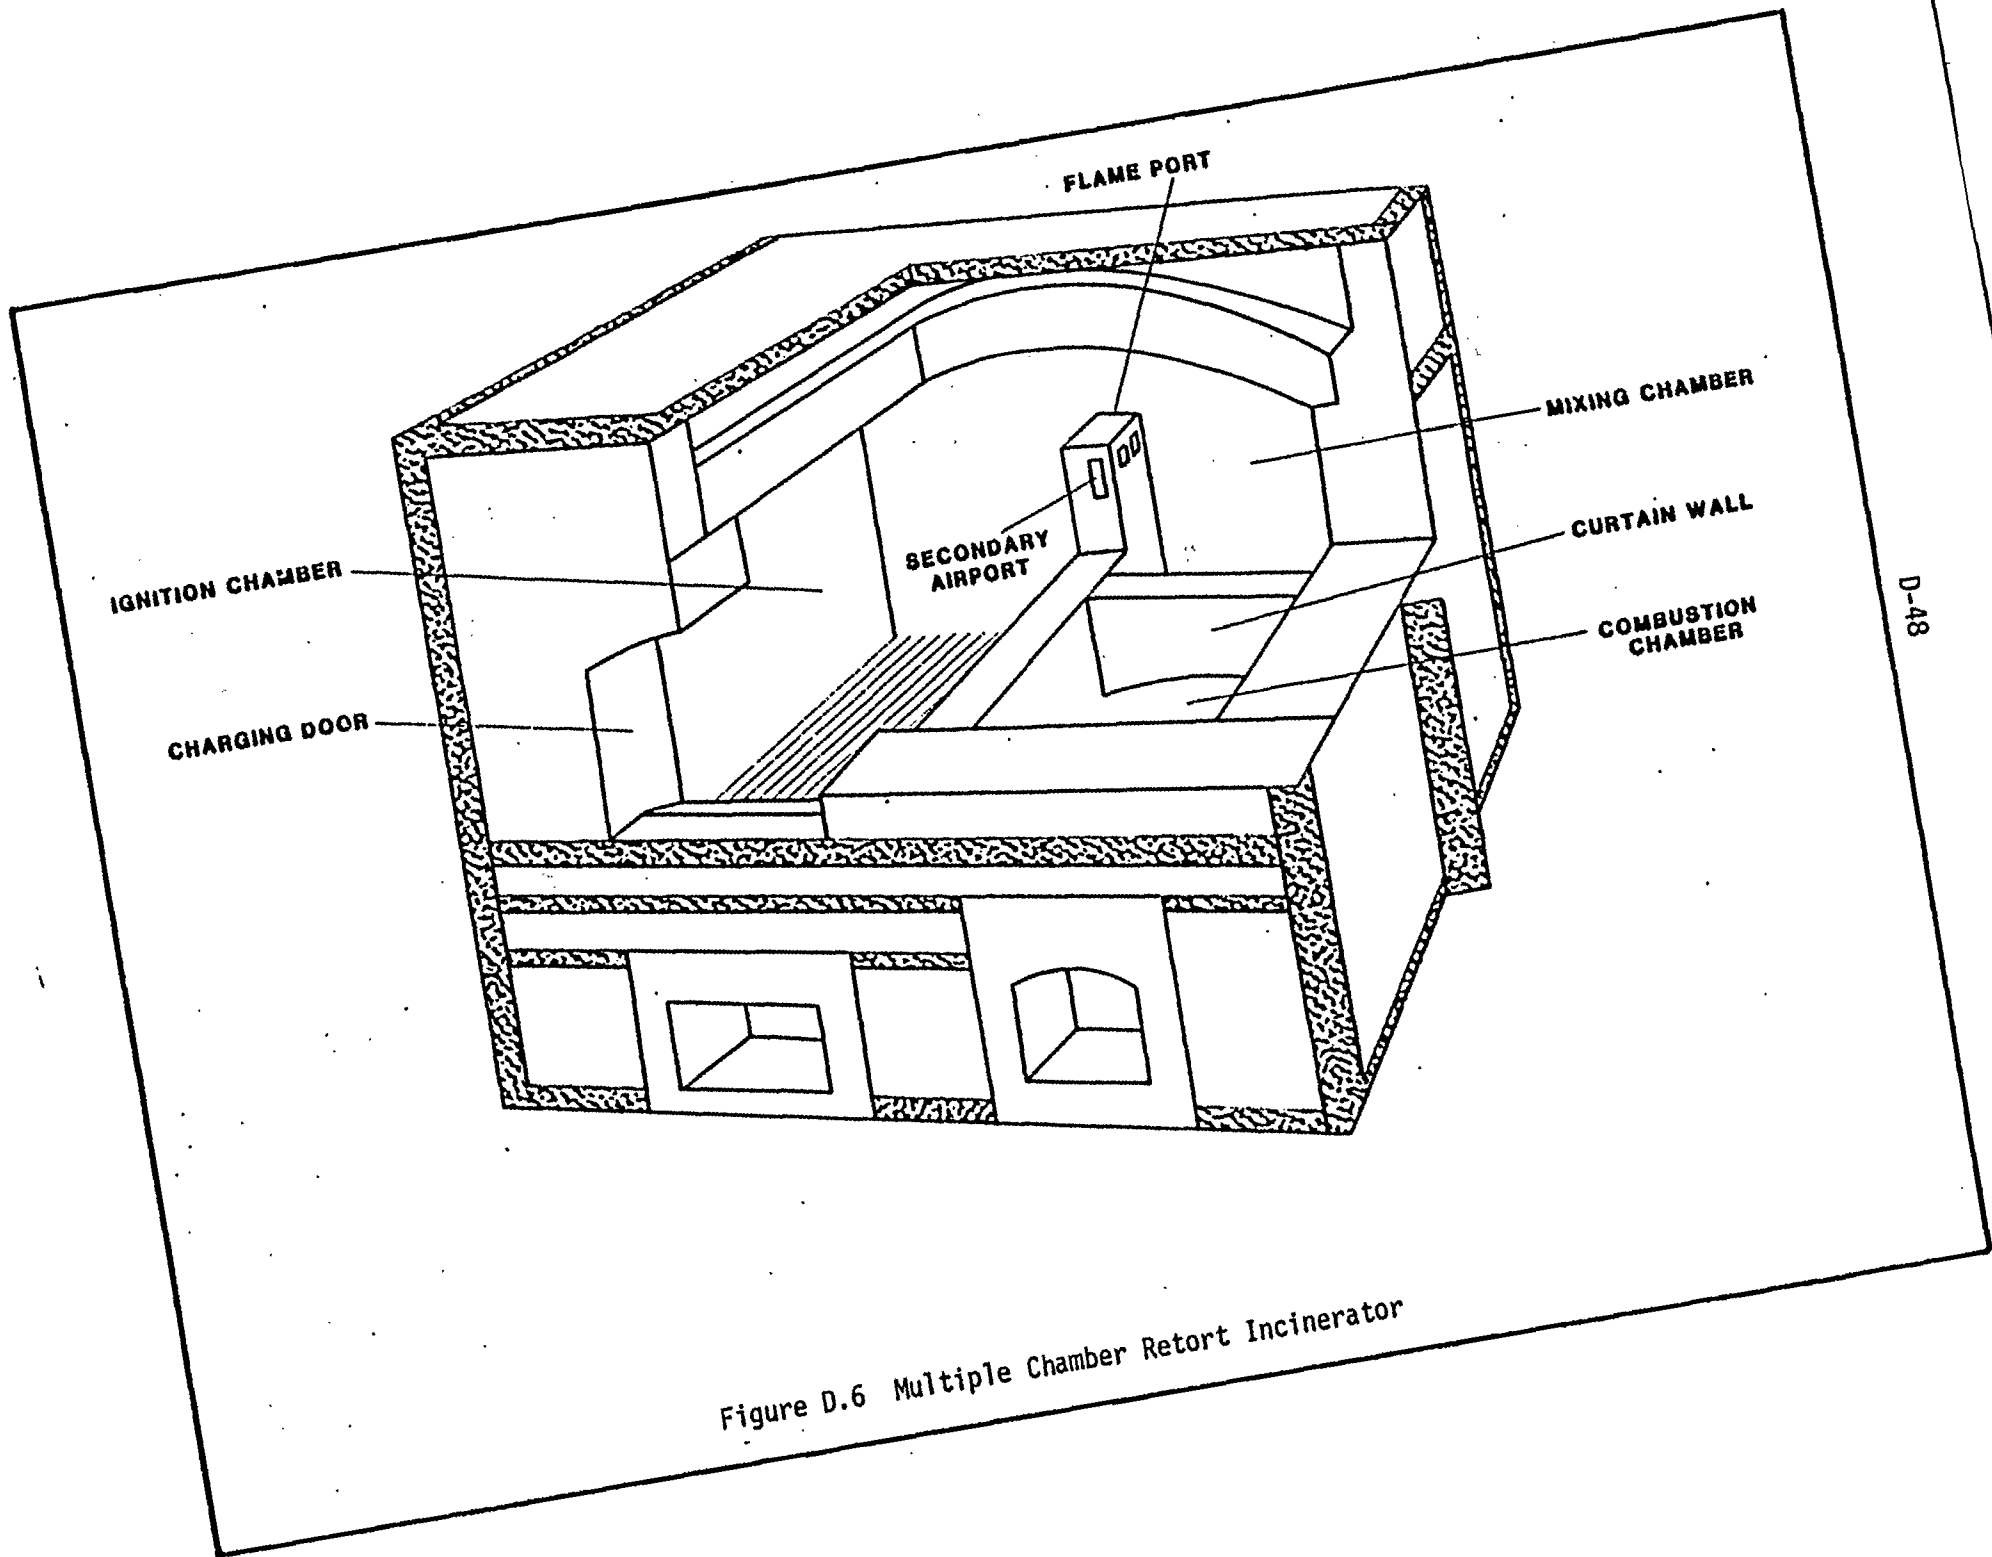 FLAME PORT
MIXING CHAMBER
CURTAIN WALL
SECONDARY
AIRPORT
IGNITION CHAMBER
COMBUSTION
CHAMBER
CHARGING DOOR
D-48
Figure D.6 Multiple Chamber Retort Incinerator